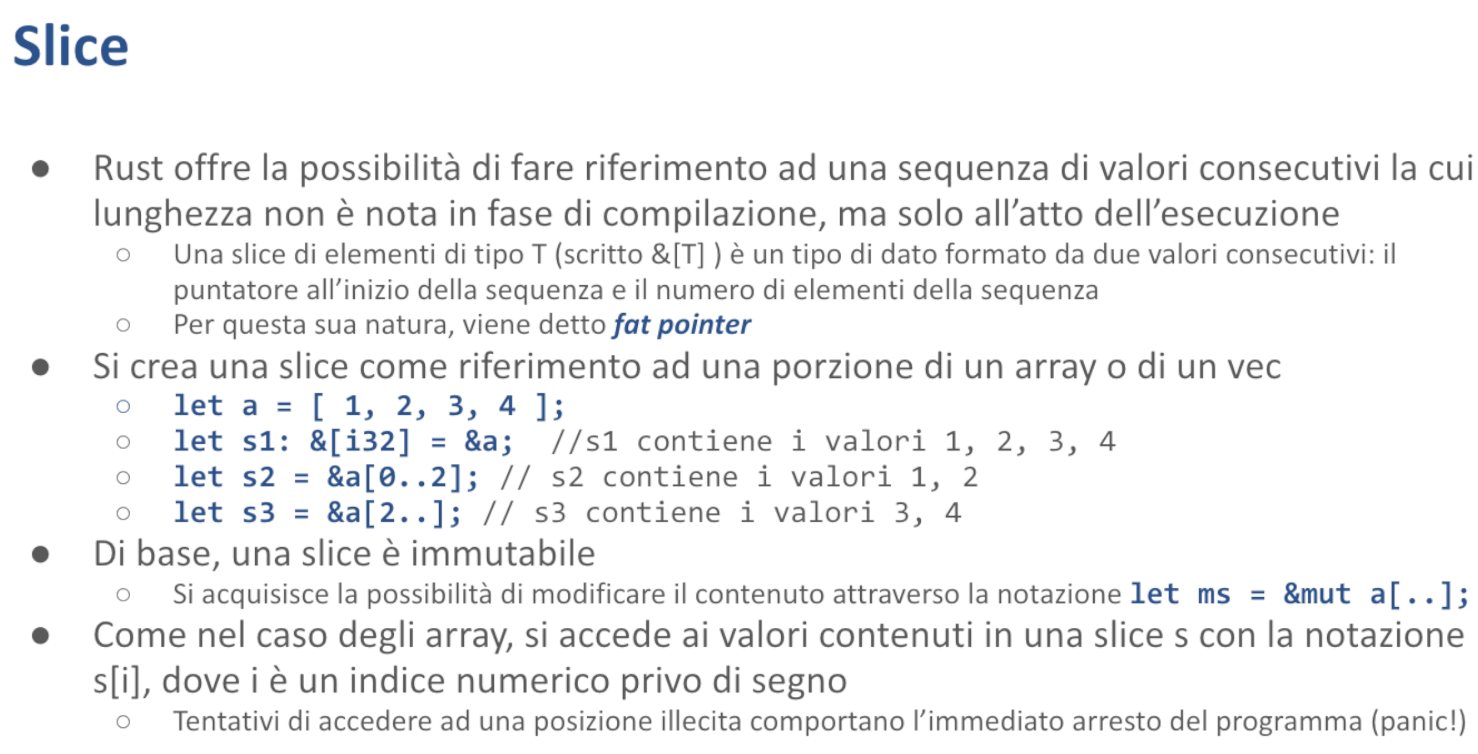 Slice
● Rust offre la possibilità di fare riferimento ad una sequenza di valori consecutivi la cui
lunghezza non è nota in fase di compilazione, ma solo all’atto dell’esecuzione
○ Una slice di elementi di tipo T (scritto &[T] ) è un tipo di dato formato da due valori consecutivi: il
puntatore all’inizio della sequenza e il numero di elementi della sequenza
○ Per questa sua natura, viene detto fat pointer
● Si crea una slice come riferimento ad una porzione di un array o di un vec
○ let a = [ 1, 2, 3, 4 ];
○ let s1: &[i32] = &a;  //s1 contiene i valori 1, 2, 3, 4
○ let s2 = &a[0..2]; // s2 contiene i valori 1, 2
○ let s3 = &a[2..]; // s3 contiene i valori 3, 4
● Di base, una slice è immutabile
○ Si acquisisce la possibilità di modificare il contenuto attraverso la notazione let ms = &mut a[..];
● Come nel caso degli array, si accede ai valori contenuti in una slice s con la notazione
s[i], dove i è un indice numerico privo di segno
○ Tentativi di accedere ad una posizione illecita comportano l’immediato arresto del programma (panic!)